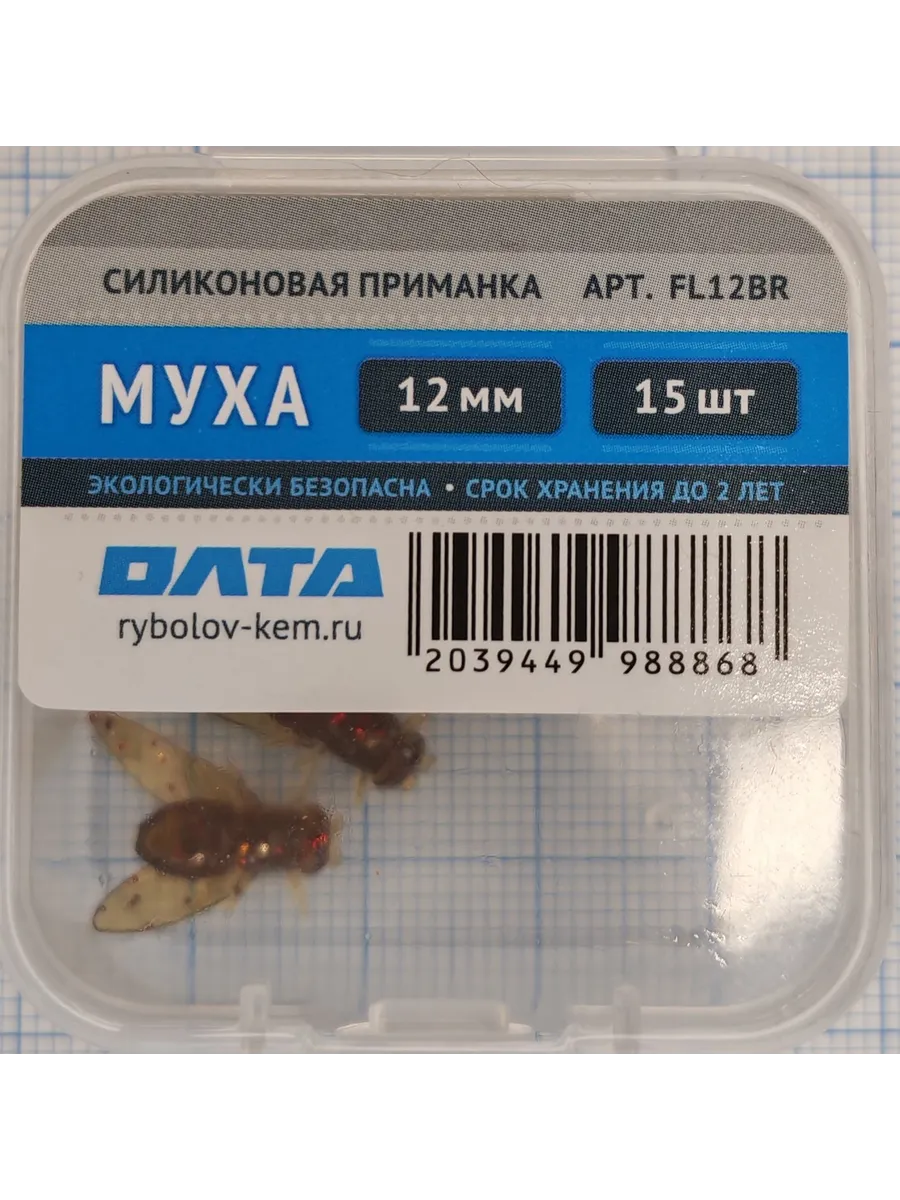 СИЛИКОНОВАЯ ПРИМАНКА АРТ. FL12BR
МУХА 12 мм 15 шт
ЭКОЛОГИЧЕСКИ БЕЗОПАСНА • СРОК ХРАНЕНИЯ ДО 2 ЛЕТ
ОЛТА
rybolov-kem.ru
2039449 988868